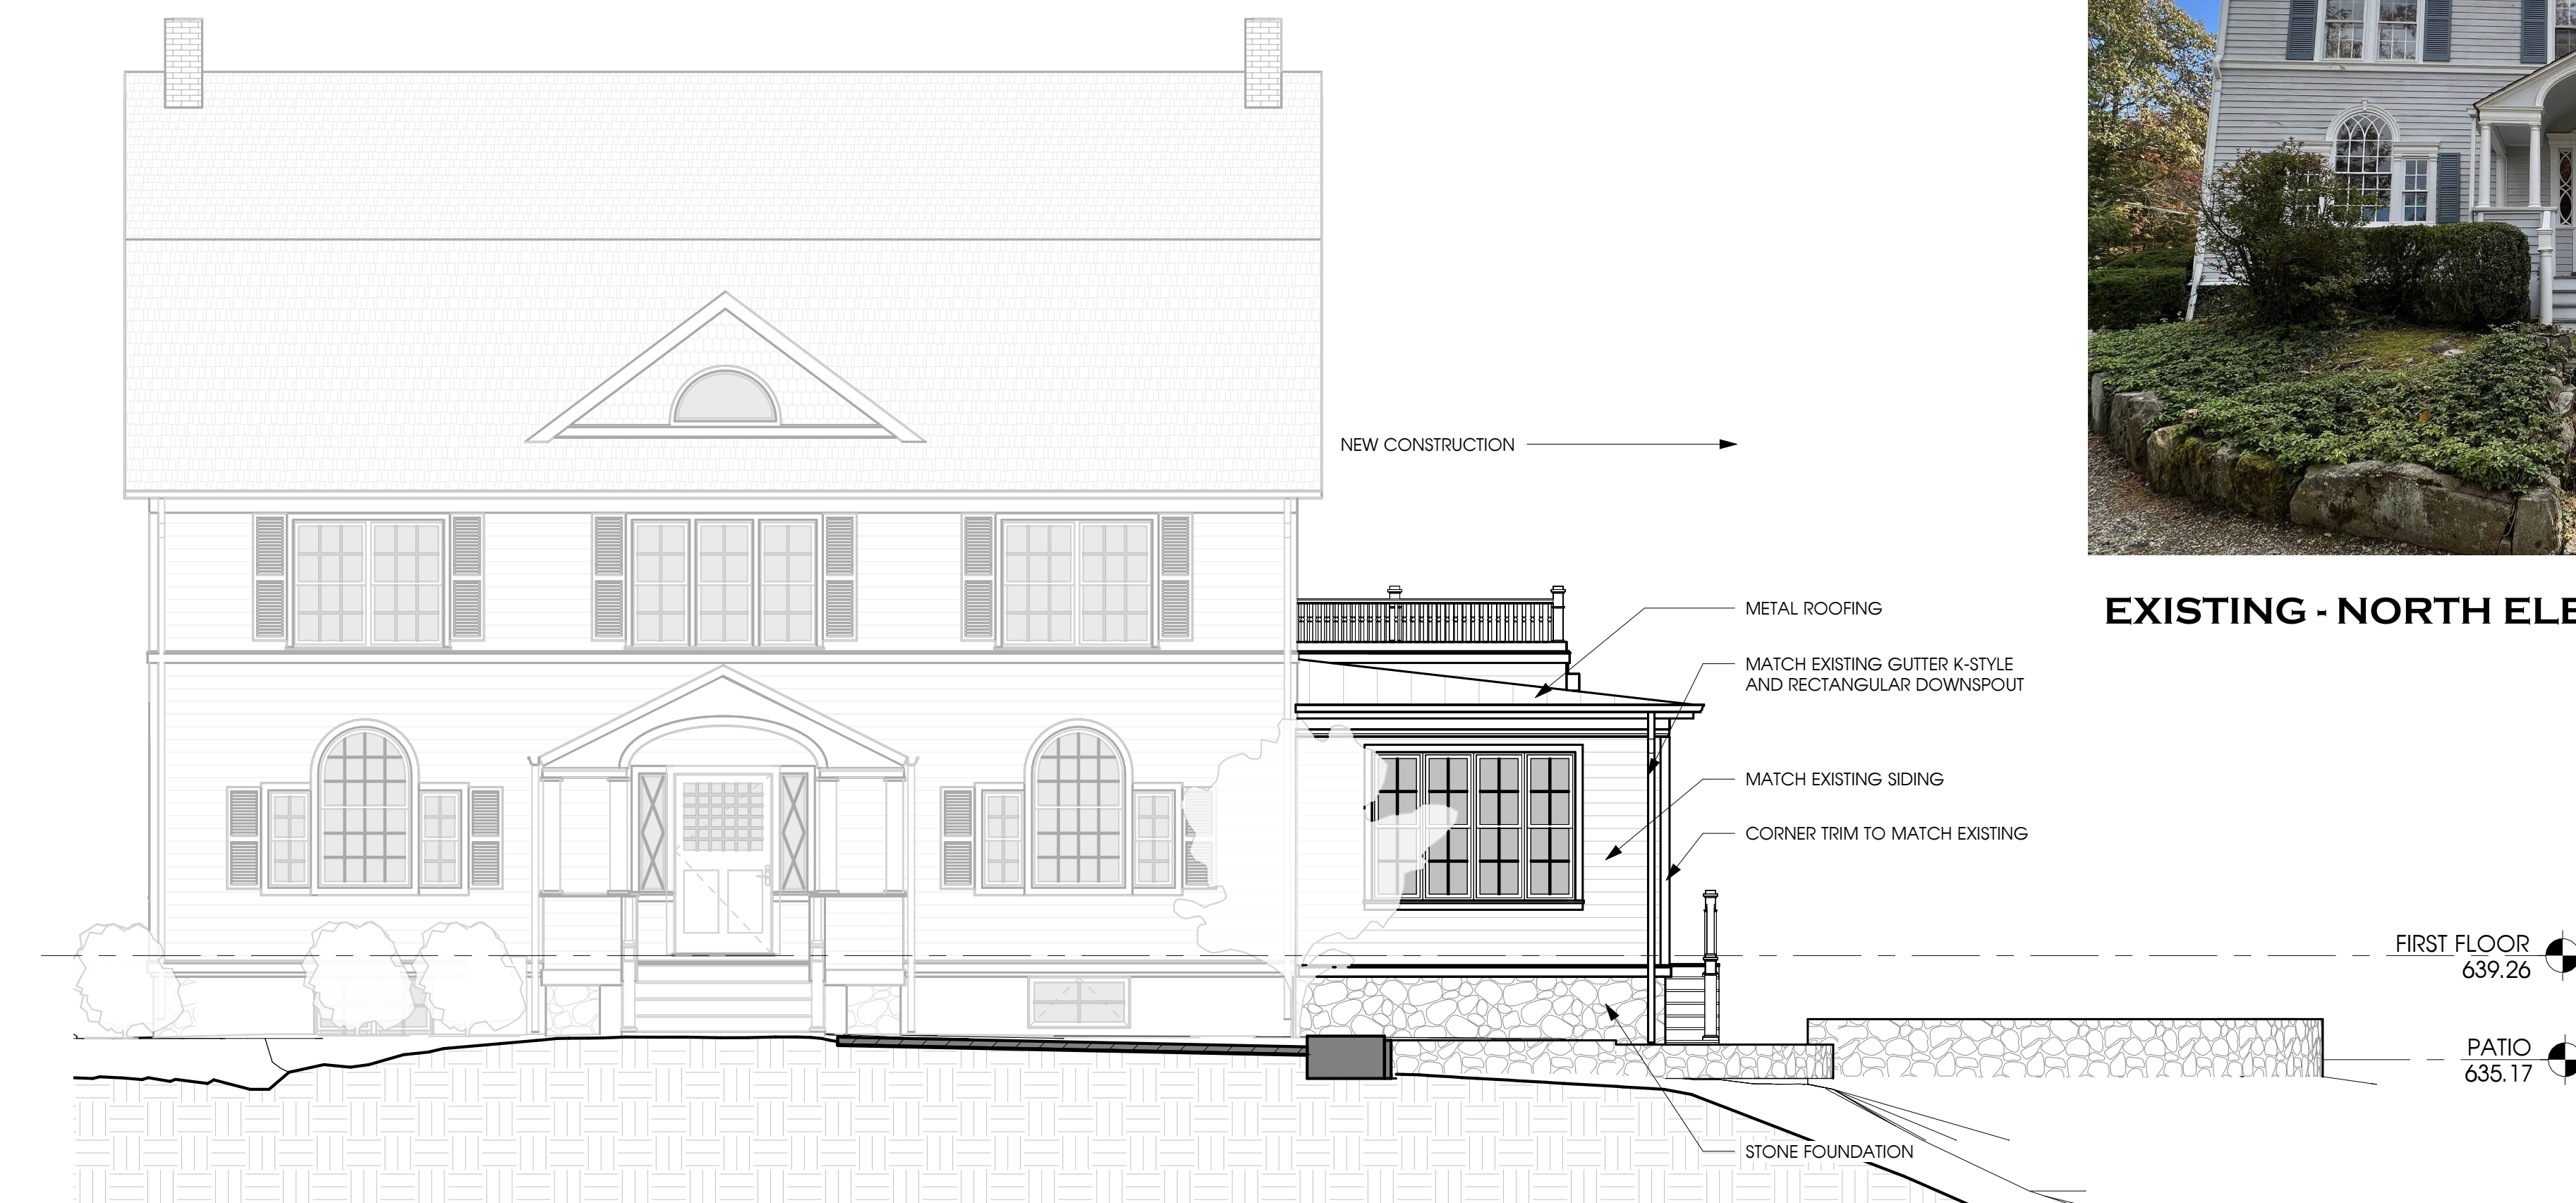 NEW CONSTRUCTION
METAL ROOFING
EXISTING - NORTH ELE
MATCH EXISTING GUTTER K-STYLE
AND RECTANGULAR DOWNSPOUT
MATCH EXISTING SIDING
CORNER TRIM TO MATCH EXISTING
FIRST FLOOR
639.26
PATIO
635.17
STONE FOUNDATION